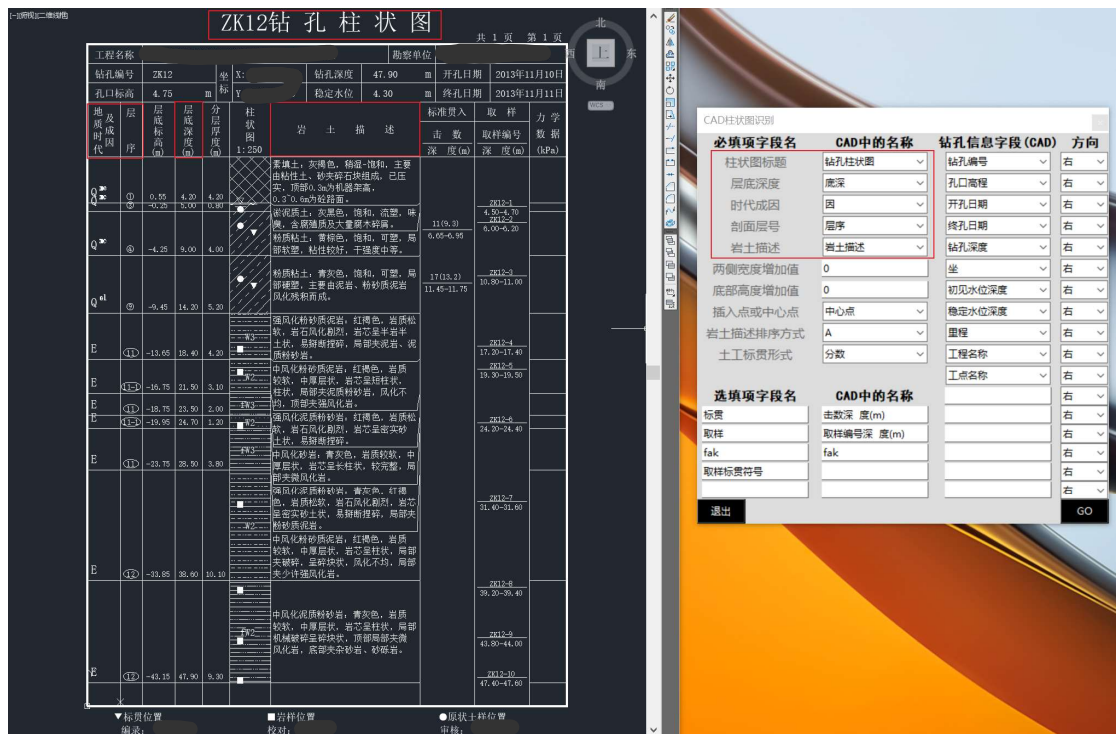 [-][俯视][二维线框]
ZK12钻 孔 柱 状 图
共 1 页 第 1 页
工程名称 勘察单位
钻孔编号 ZK12 坐标 X: 钻孔深度 47.90 m 开孔日期 2013年11月10日
孔口标高 4.75 m Y 稳定水位 4.30 m 终孔日期 2013年11月11日
地质时代及成因 层序 层底标高(m) 层底深度(m) 分层厚度(m) 柱状图 1:250 岩 土 描 述 标准贯入 击 数 深 度(m) 取 样 取样编号 深 度(m) 力 学 数 据 (kPa)
素填土：灰褐色，稍湿-饱和，主要
由粘性土、砂夹碎石块组成，已压
实，顶部0.3m为机器架高，
0.3~0.6m为砼路面。
① 0.55 4.20 4.20
-0.25 5.00 0.80
ZK12-1
4.50-4.70
淤泥质土：灰黑色，饱和，流塑，味
臭，含腐殖质及大量腐木碎屑。
11(9.3)
6.65-6.95
ZK12-2
6.00-6.20
粉质粘土：黄棕色，饱和，可塑，局
部软塑，粘性较好，干强度中等。
Q ④ -4.25 9.00 4.00
粉质粘土：青灰色，饱和，可塑，局
部硬塑，主要由泥岩、粉砂质泥岩
风化残积而成。
17(13.2)
11.45-11.75
ZK12-3
10.80-11.00
Q el ⑨ -9.45 14.20 5.20
强风化粉砂质泥岩：红褐色，岩质松
软，岩石风化剧烈，岩芯呈半岩半
土状，易掰断捏碎，局部夹泥岩、泥
质粉砂岩。
W3
ZK12-4
17.20-17.40
E (11) -13.65 18.40 4.20
中风化粉砂质泥岩：红褐色，岩质
较软，中厚层状，岩芯呈短柱状，
柱状，局部夹泥质粉砂岩，风化不
均，顶部夹强风化岩。
W2
ZK12-5
19.30-19.50
E (11-1) -16.75 21.50 3.10
E (11) -18.75 23.50 2.00
fW3
强风化泥质粉砂岩：红褐色，岩质松
软，岩石风化剧烈，岩芯呈密实砂
土状，易掰断捏碎。
E (11-1) -19.95 24.70 1.20
W2
ZK12-6
24.20-24.40
中风化砂岩：青灰色，岩质较软，中
厚层状，岩芯呈长柱状，较完整，局
部夹微风化岩。
fW3
E (11) -23.75 28.50 3.80
强风化泥质粉砂岩：青灰色、红褐
色，岩质松软，岩石风化剧烈，岩芯
呈密实砂土状，易掰断捏碎，局部夹
粉砂质泥岩。
ZK12-7
31.40-31.60
W2
中风化粉砂质泥岩：红褐色，岩质
较软，中厚层状，岩芯呈柱状，局部
夹破碎，呈碎块状，风化不均，局部
夹少许强风化岩。
E (12) -33.85 38.60 10.10
ZK12-8
39.20-39.40
中风化泥质粉砂岩：青灰色，岩质
较软，中厚层状，岩芯呈柱状，局部
机械破碎呈碎块状，顶部局部夹微
风化岩，底部夹杂砂岩、砂砾岩。
fW2
ZK12-9
43.80-44.00
E (12) -43.15 47.90 9.30
ZK12-10
47.40-47.60
▼标贯位置 ■岩样位置 ●原状土样位置
编录: 校对: 审核:
北
西 上 东
南
WCS
CAD柱状图识别
必填项字段名 CAD中的名称 钻孔信息字段(CAD) 方向
柱状图标题 钻孔柱状图 钻孔编号 右
层底深度 底深 孔口高程 右
时代成因 因 开孔日期 右
剖面层号 层序 终孔日期 右
岩土描述 岩土描述 钻孔深度 右
两侧宽度增加值 0 坐 右
底部高度增加值 0 初见水位深度 右
插入点或中心点 中心点 稳定水位深度 右
岩土描述排序方式 A 里程 右
土工标贯形式 分数 工程名称 右
工点名称 右
选填项字段名 CAD中的名称 右
标贯 击数深 度(m) 右
取样 取样编号深 度(m) 右
fak fak 右
取样标贯符号 右
右
退出 GO